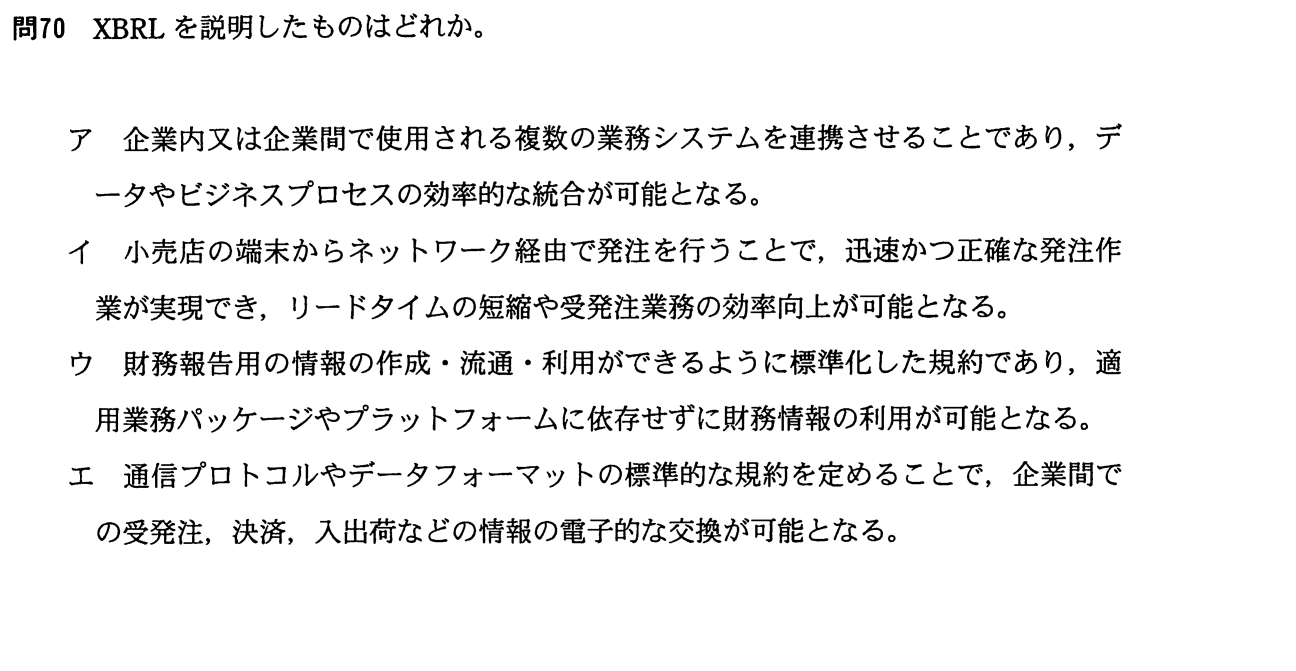 問70 XBRL を説明したものはどれか。
ア 企業内又は企業間で使用される複数の業務システムを連携させることであり，デ
ータやビジネスプロセスの効率的な統合が可能となる。
イ 小売店の端末からネットワーク経由で発注を行うことで，迅速かつ正確な発注作
業が実現でき，リードタイムの短縮や受発注業務の効率向上が可能となる。
ウ 財務報告用の情報の作成・流通・利用ができるように標準化した規約であり，適
用業務パッケージやプラットフォームに依存せずに財務情報の利用が可能となる。
エ 通信プロトコルやデータフォーマットの標準的な規約を定めることで，企業間で
の受発注，決済，入出荷などの情報の電子的な交換が可能となる。